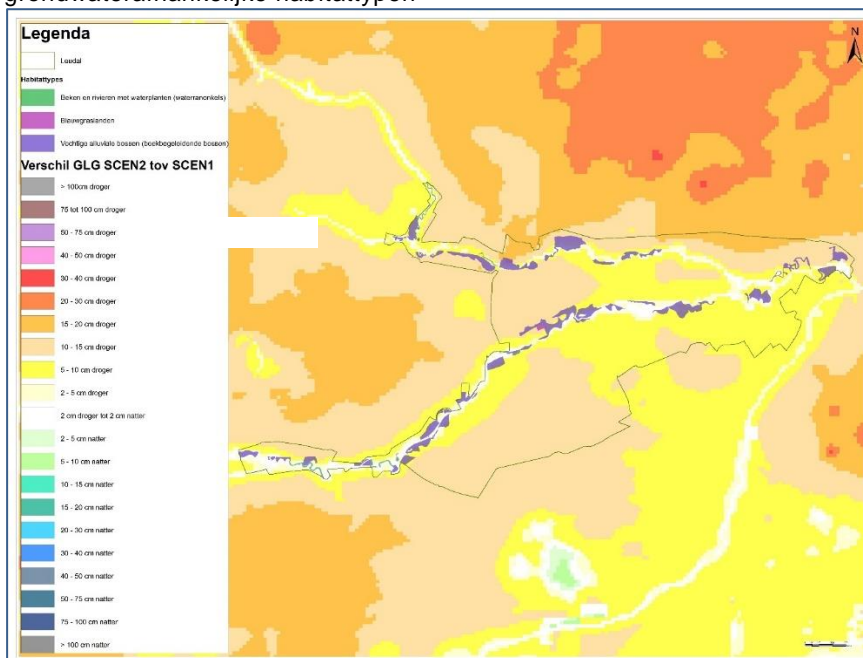 grondwaterafhankelijke habitattypen
Legenda
Leudal
Habitattypes
Beken en rivieren met waterplanten (waterranonkels)
Blauwgraslanden
Vochtige alluviale bossen (beekbegeleidende bossen)
Verschil GLG SCEN2 tov SCEN1
> 100cm droger
75 tot 100 cm droger
50 - 75 cm droger
40 - 50 cm droger
30 - 40 cm droger
20 - 30 cm droger
15 - 20 cm droger
10 - 15 cm droger
5 - 10 cm droger
2 - 5 cm droger
2 cm droger tot 2 cm natter
2 - 5 cm natter
5 - 10 cm natter
10 - 15 cm natter
15 - 20 cm natter
20 - 30 cm natter
30 - 40 cm natter
40 - 50 cm natter
50 - 75 cm natter
75 - 100 cm natter
> 100 cm natter
N